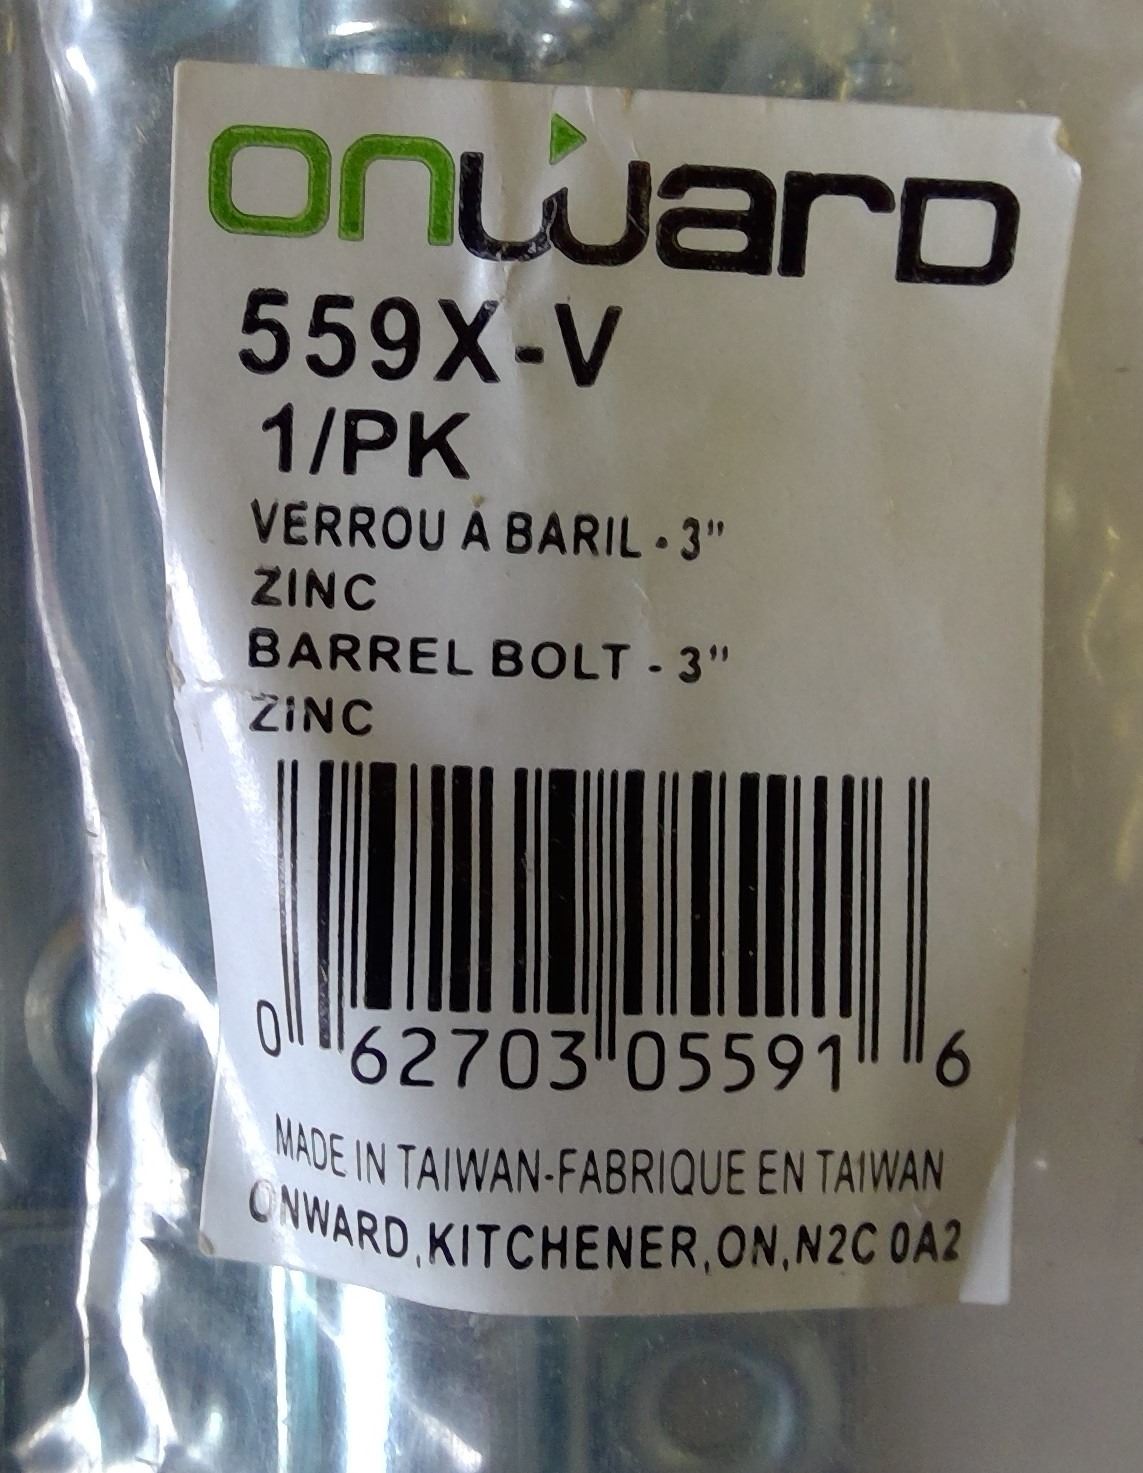 onward
559X-V
1/PK
VERROU À BARIL - 3"
ZINC
BARREL BOLT - 3"
ZINC
0 62703 05591 6
MADE IN TAIWAN-FABRIQUE EN TAIWAN
ONWARD,KITCHENER,ON,N2C 0A2